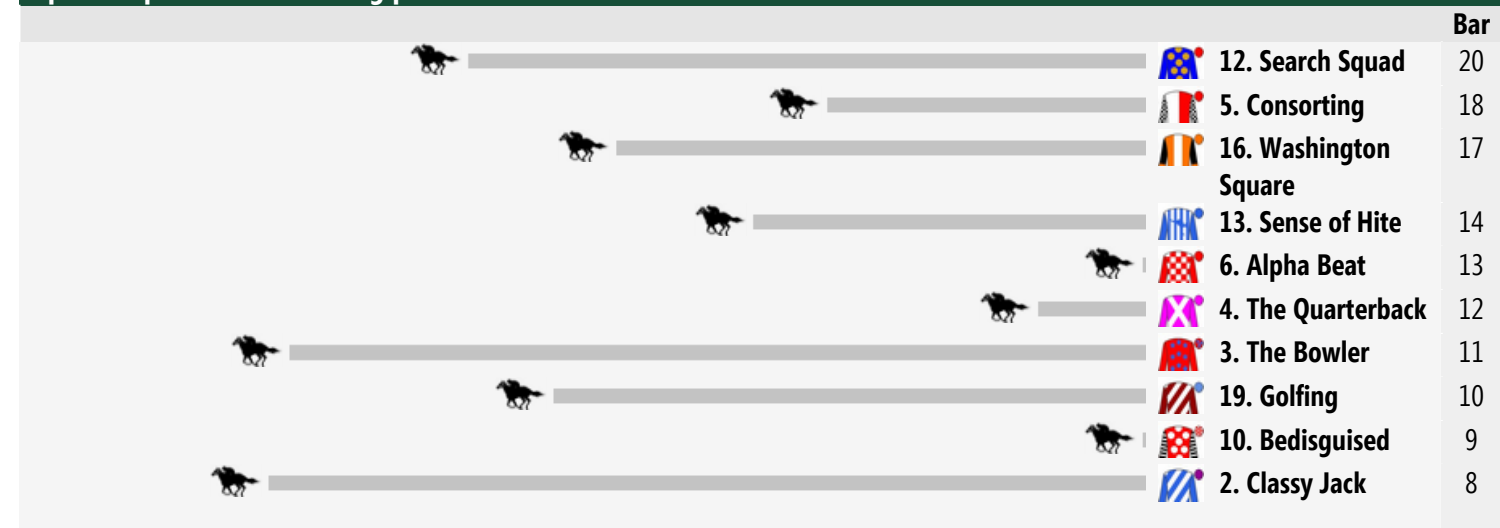 Bar
12. Search Squad 20
5. Consorting 18
16. Washington 17
Square
13. Sense of Hite 14
6. Alpha Beat 13
4. The Quarterback 12
3. The Bowler 11
19. Golfing 10
10. Bedisguised 9
2. Classy Jack 8